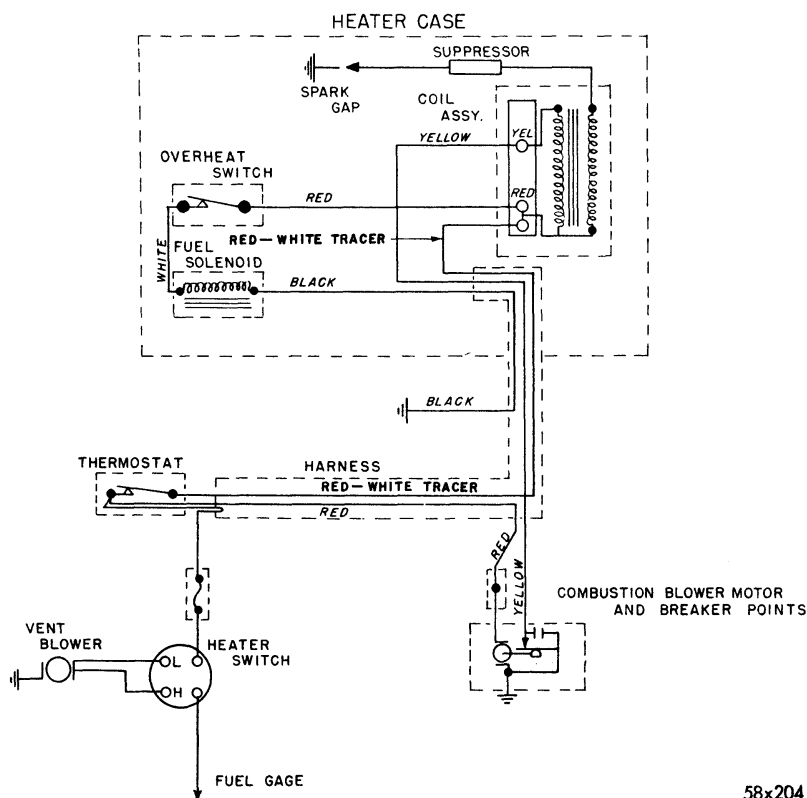 HEATER CASE
SUPPRESSOR
SPARK
GAP
COIL
ASSY.
YEL
YELLOW
OVERHEAT
SWITCH
RED
RED
RED-WHITE TRACER
WHITE
FUEL
SOLENOID
BLACK
BLACK
THERMOSTAT
HARNESS
RED-WHITE TRACER
RED
RED
YELLOW
COMBUSTION BLOWER MOTOR
AND BREAKER POINTS
VENT
BLOWER
L
H
HEATER
SWITCH
FUEL GAGE
58x204